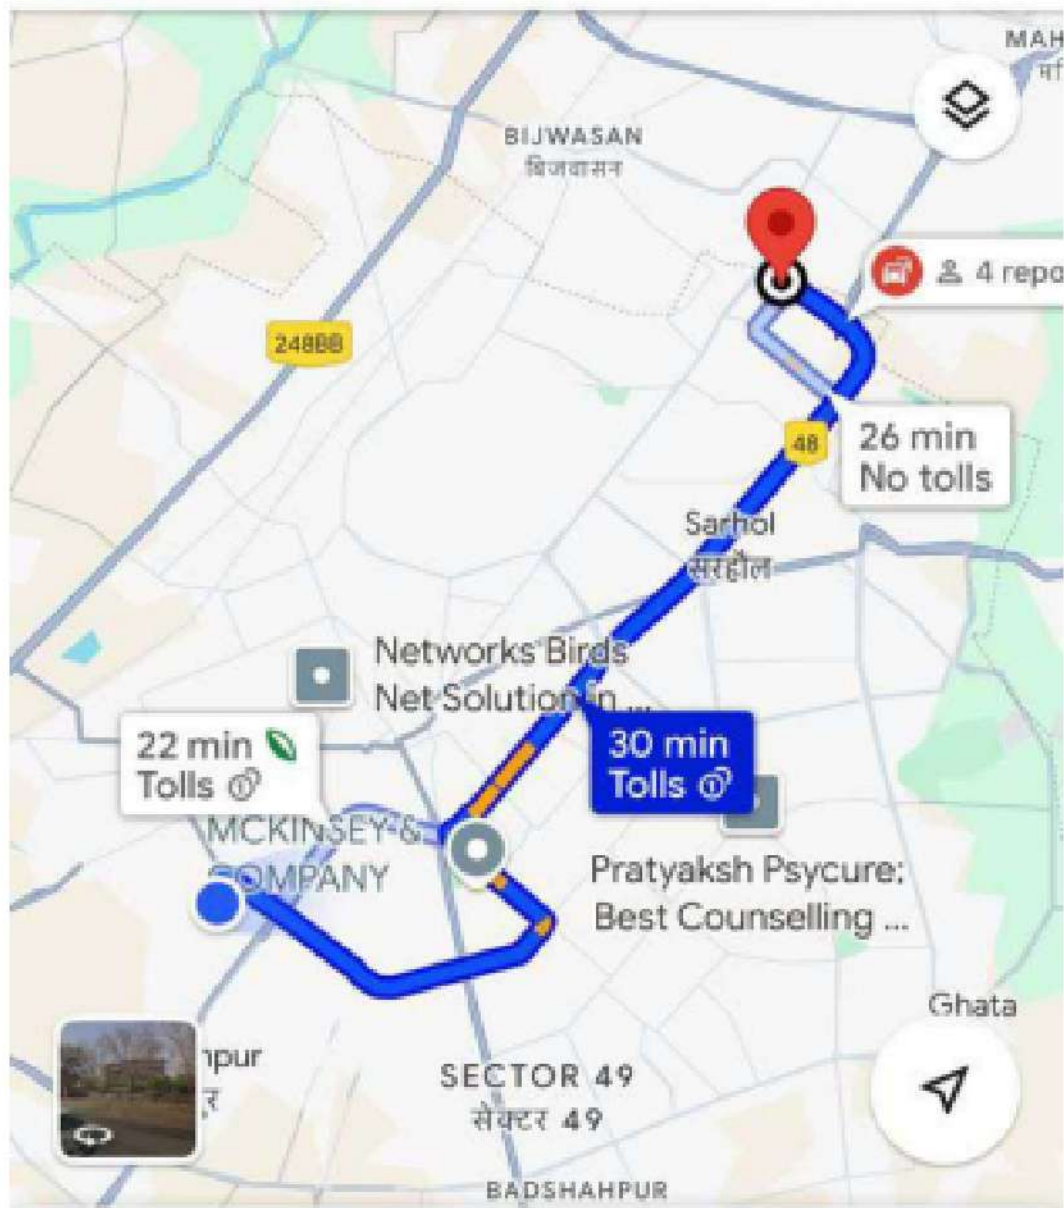 MAH
BIJWASAN
बिजवासन
4 repo
248BB
26 min
No tolls
48
Sarhol
सरहौल
Networks Birds
Net Solution in ...
22 min
Tolls
30 min
Tolls
MCKINSEY &
COMPANY
Pratyaksh Psycure:
Best Counselling ...
Ghata
npur
SECTOR 49
सेक्टर 49
BADSHAHPUR